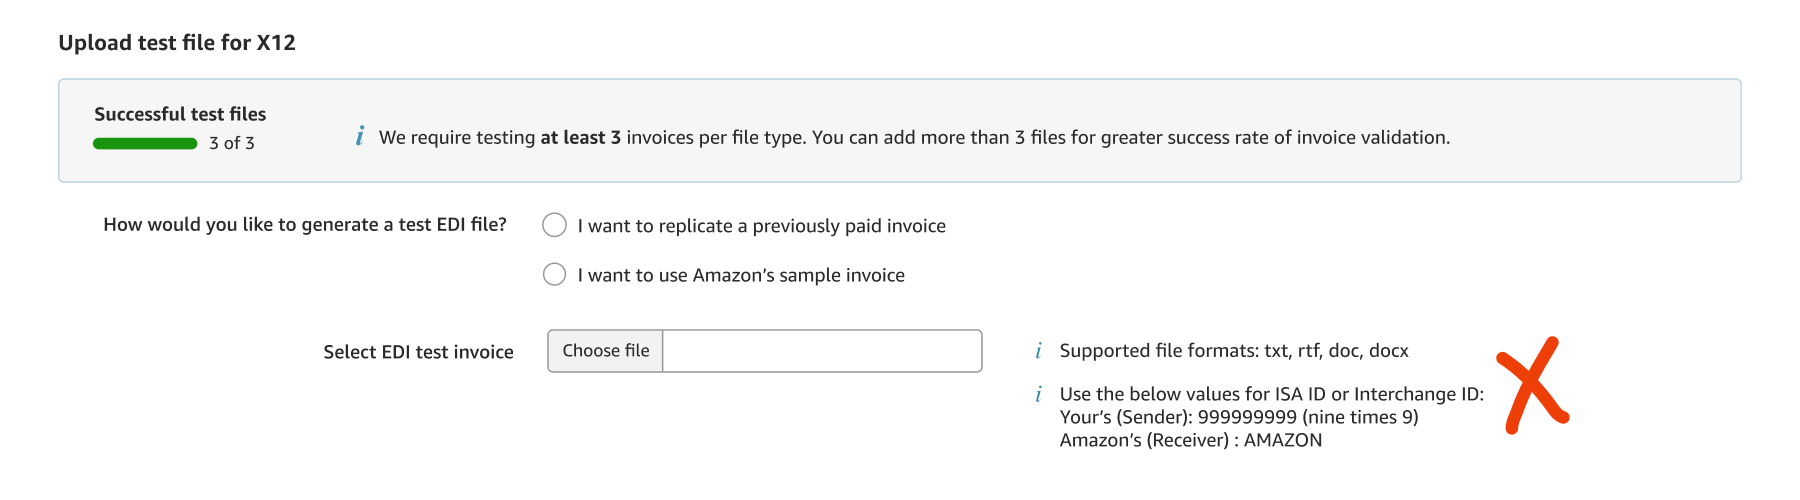 Upload test file for X12
Successful test files
3 of 3
i We require testing at least 3 invoices per file type. You can add more than 3 files for greater success rate of invoice validation.
How would you like to generate a test EDI file?
I want to replicate a previously paid invoice
I want to use Amazon's sample invoice
Select EDI test invoice
Choose file
i Supported file formats: txt, rtf, doc, docx
i Use the below values for ISA ID or Interchange ID:
Your's (Sender): 999999999 (nine times 9)
Amazon's (Receiver) : AMAZON